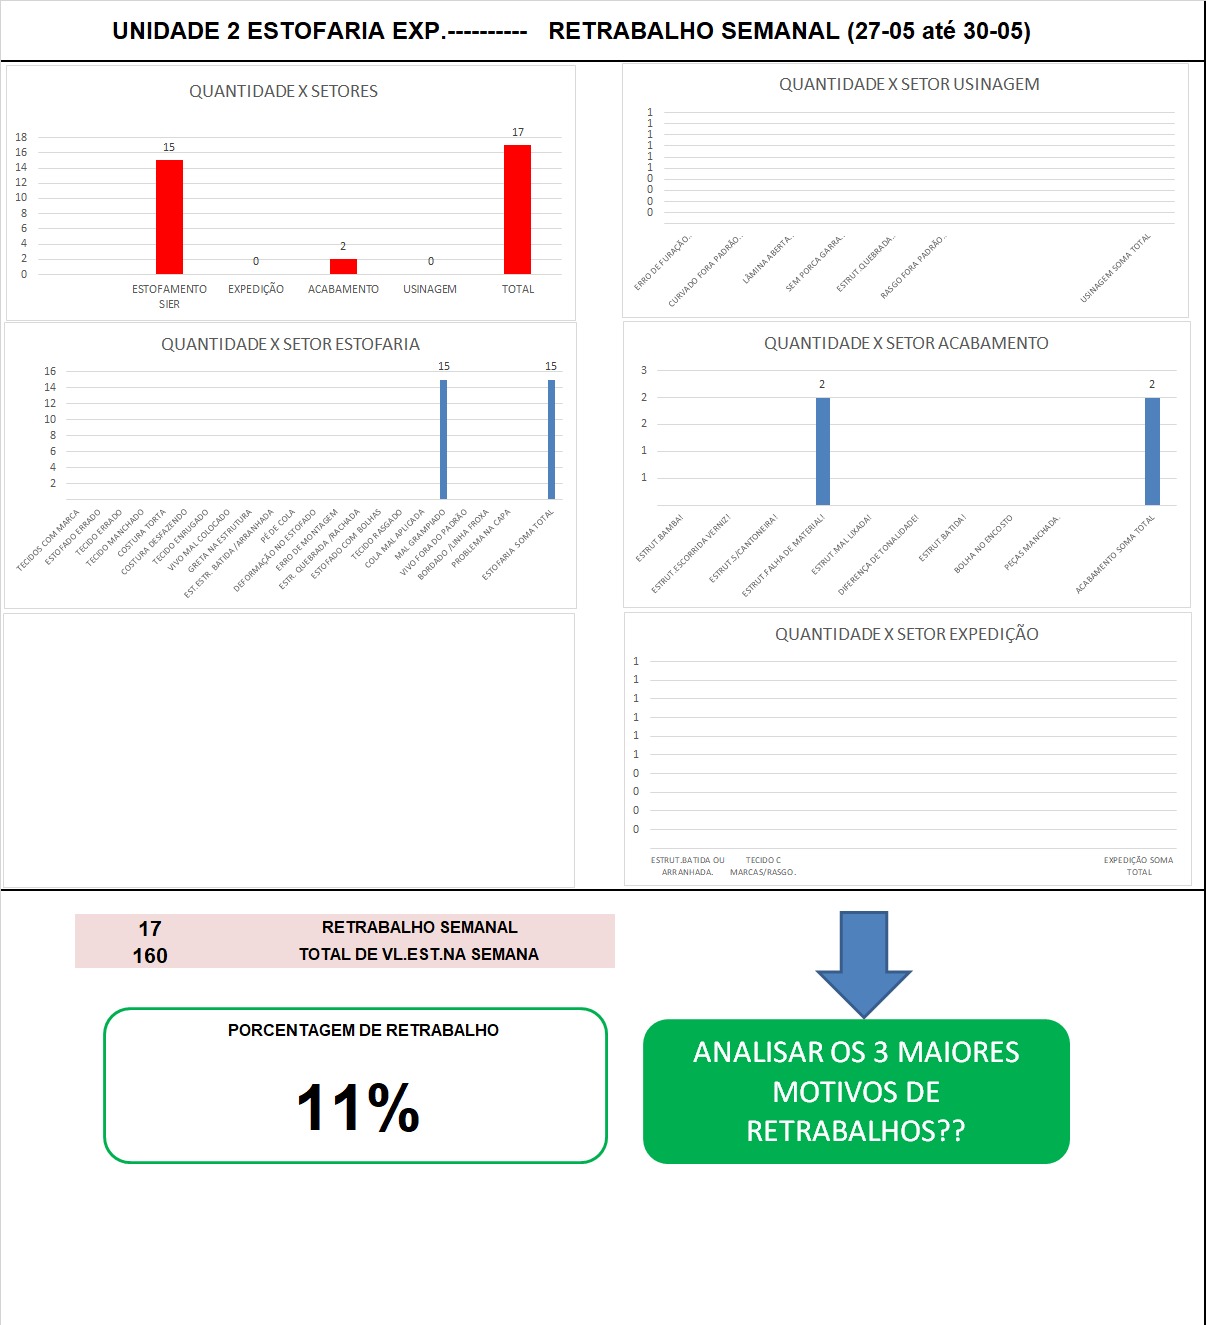 UNIDADE 2 ESTOFARIA EXP.---------- RETRABALHO SEMANAL (27-05 até 30-05)
QUANTIDADE X SETORES
18
16
14
12
10
8
6
4
2
0
15
0
2
0
17
ESTOFAMENTO SIER
EXPEDIÇÃO
ACABAMENTO
USINAGEM
TOTAL
QUANTIDADE X SETOR USINAGEM
1
1
1
1
1
1
0
0
0
0
ERRO DE FURAÇÃO..
CURVADO FORA PADRÃO..
LÂMINA ABERTA..
SEM PORCA GARRA..
ESTRUT.QUEBRADA..
RASGO FORA PADRÃO..
USINAGEM SOMA TOTAL
QUANTIDADE X SETOR ESTOFARIA
16
14
12
10
8
6
4
2
15
15
TECIDOS COM MARCA
ESTOFADO ERRADO
TECIDO ERRADO
TECIDO MANCHADO
COSTURA TORTA
COSTURA DESFAZENDO
TECIDO ENRUGADO
VIVO MAL COLOCADO
GRETA NA ESTRUTURA
EST.ESTR. BATIDA /ARRANHADA
PÉ DE COLA
DEFORMAÇÃO NO ESTOFADO
ERRO DE MONTAGEM
ESTR. QUEBRADA /RACHADA
ESTOFADO COM BOLHAS
TECIDO RASGADO
COLA MAL APLICADA
MAL GRAMPIADO
VIVO FORA DO PADRÃO
BORDADO /LINHA FROXA
PROBLEMA NA CAPA
ESTOFARIA SOMA TOTAL
QUANTIDADE X SETOR ACABAMENTO
3
2
2
1
1
2
2
ESTRUT.BAMBA!
ESTRUT.ESCORRIDA VERNIZ!
ESTRUT.S/CANTONEIRA!
ESTRUT.FALHA DE MATERIAL!
ESTRUT.MAL LIXADA!
DIFERENÇA DE TONALIDADE!
ESTRUT.BATIDA!
BOLHA NO ENCOSTO
PEÇAS MANCHADA.
ACABAMENTO SOMA TOTAL
QUANTIDADE X SETOR EXPEDIÇÃO
1
1
1
1
1
1
0
0
0
0
ESTRUT.BATIDA OU
ARRANHADA.
TECIDO C
MARCAS/RASGO.
EXPEDIÇÃO SOMA
TOTAL
17 RETRABALHO SEMANAL
160 TOTAL DE VL.EST.NA SEMANA
PORCENTAGEM DE RETRABALHO
11%
ANALISAR OS 3 MAIORES
MOTIVOS DE
RETRABALHOS??